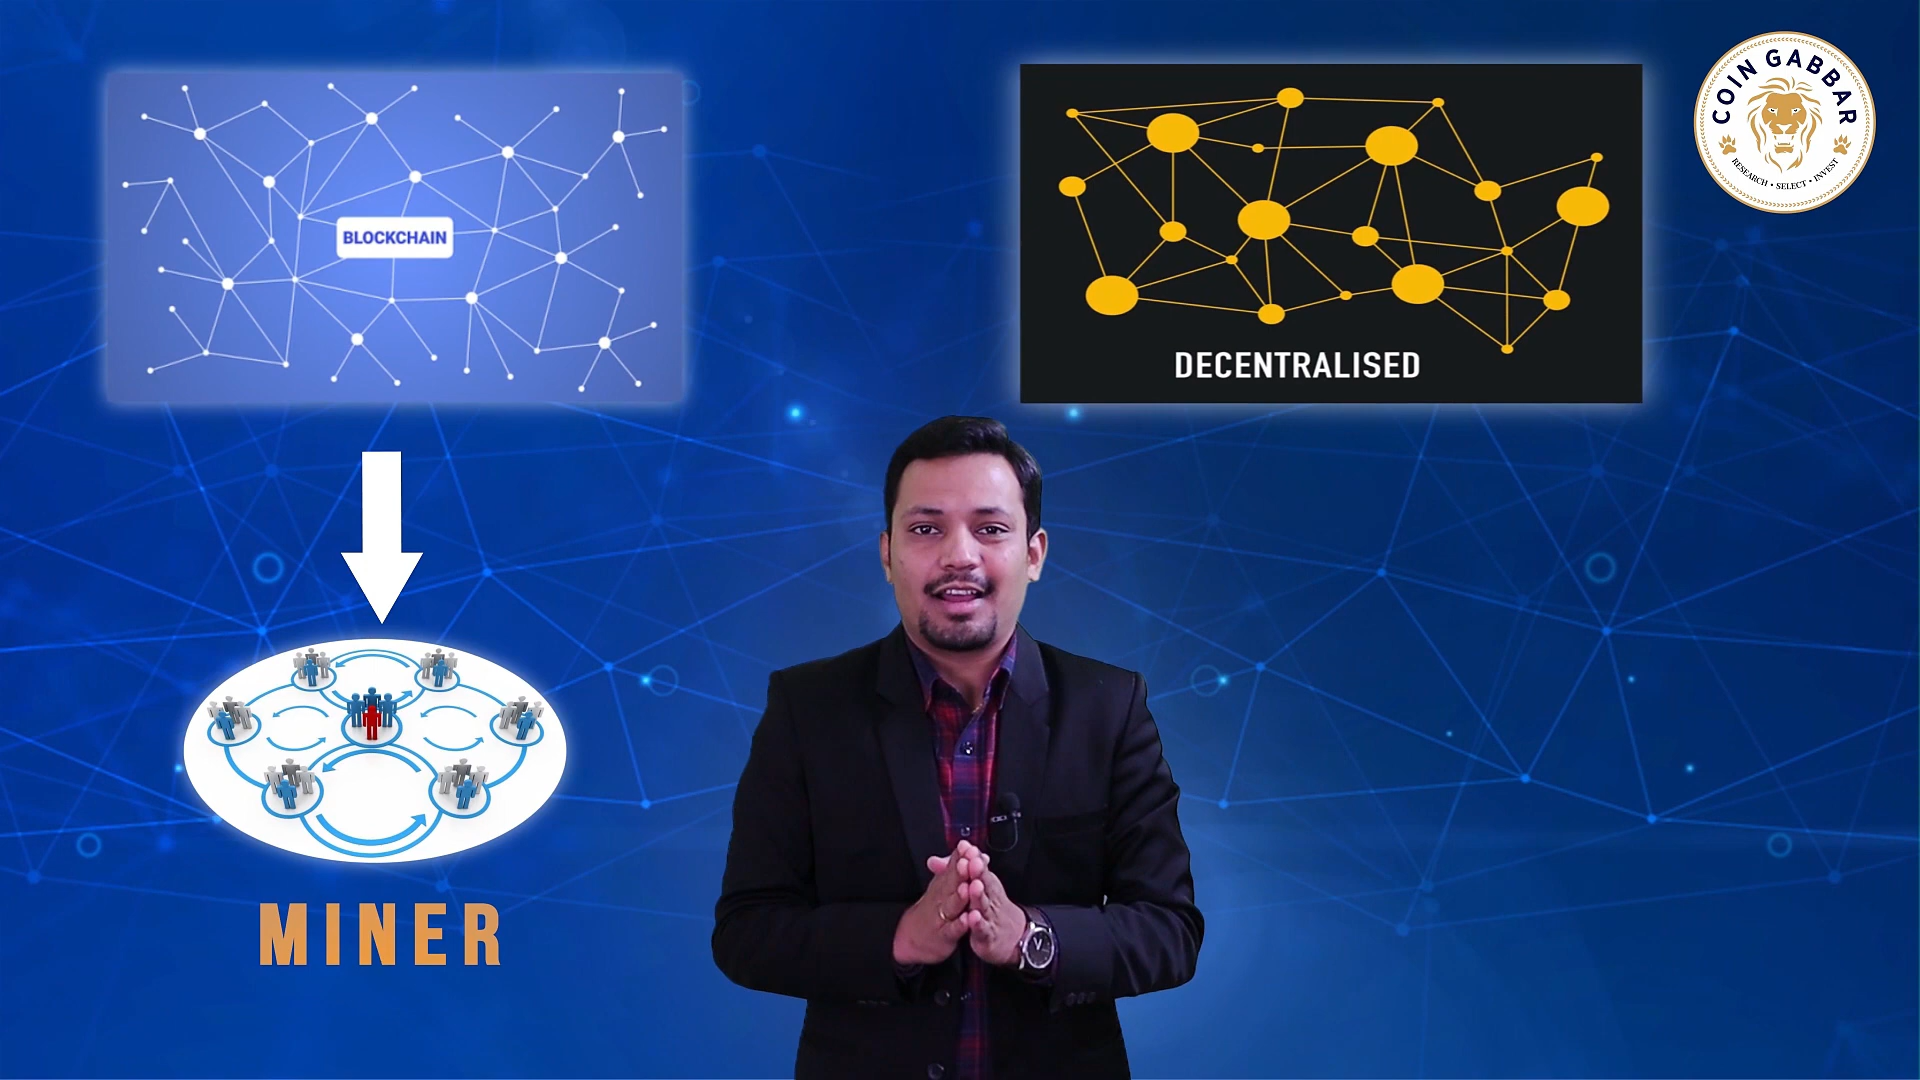 BLOCKCHAIN
DECENTRALISED
COIN GABBAR
RESEARCH • SELECT • INVEST
MINER